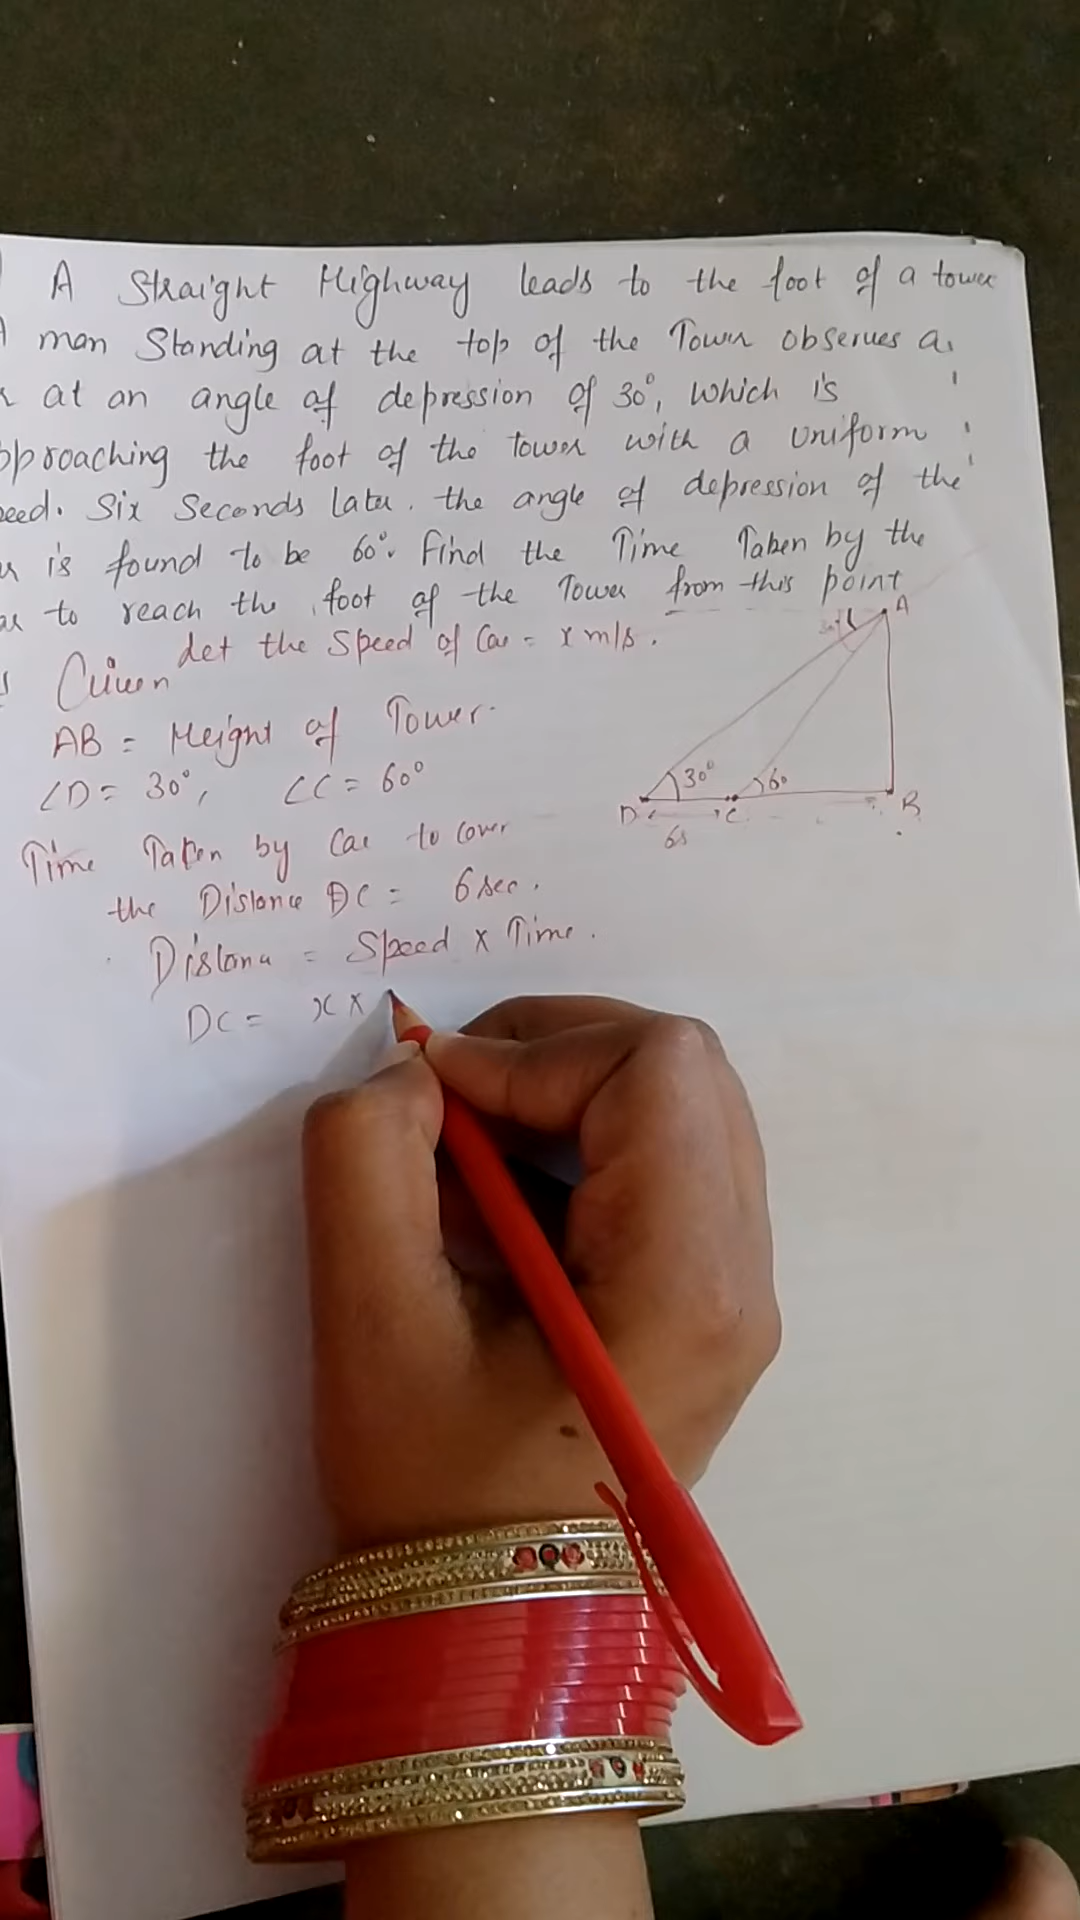 A Straight Highway leads to the foot of a tower
man Standing at the top of the Tower observes a
at an angle of depression of 30°, which is
pproaching the foot of the tower with a uniform
eed. Six Seconds later. the angle of depression of the
is found to be 60°. Find the Time Taken by the
to reach the foot of the Tower from this point
Given Let the Speed of Car = x m/s.
AB = Height of Tower.
∠D = 30°, ∠C = 60°
Time Taken by Car to cover
the Distance DC = 6 sec.
Distance = Speed x Time.
DC = x x
A
30° 60
D C B
6s